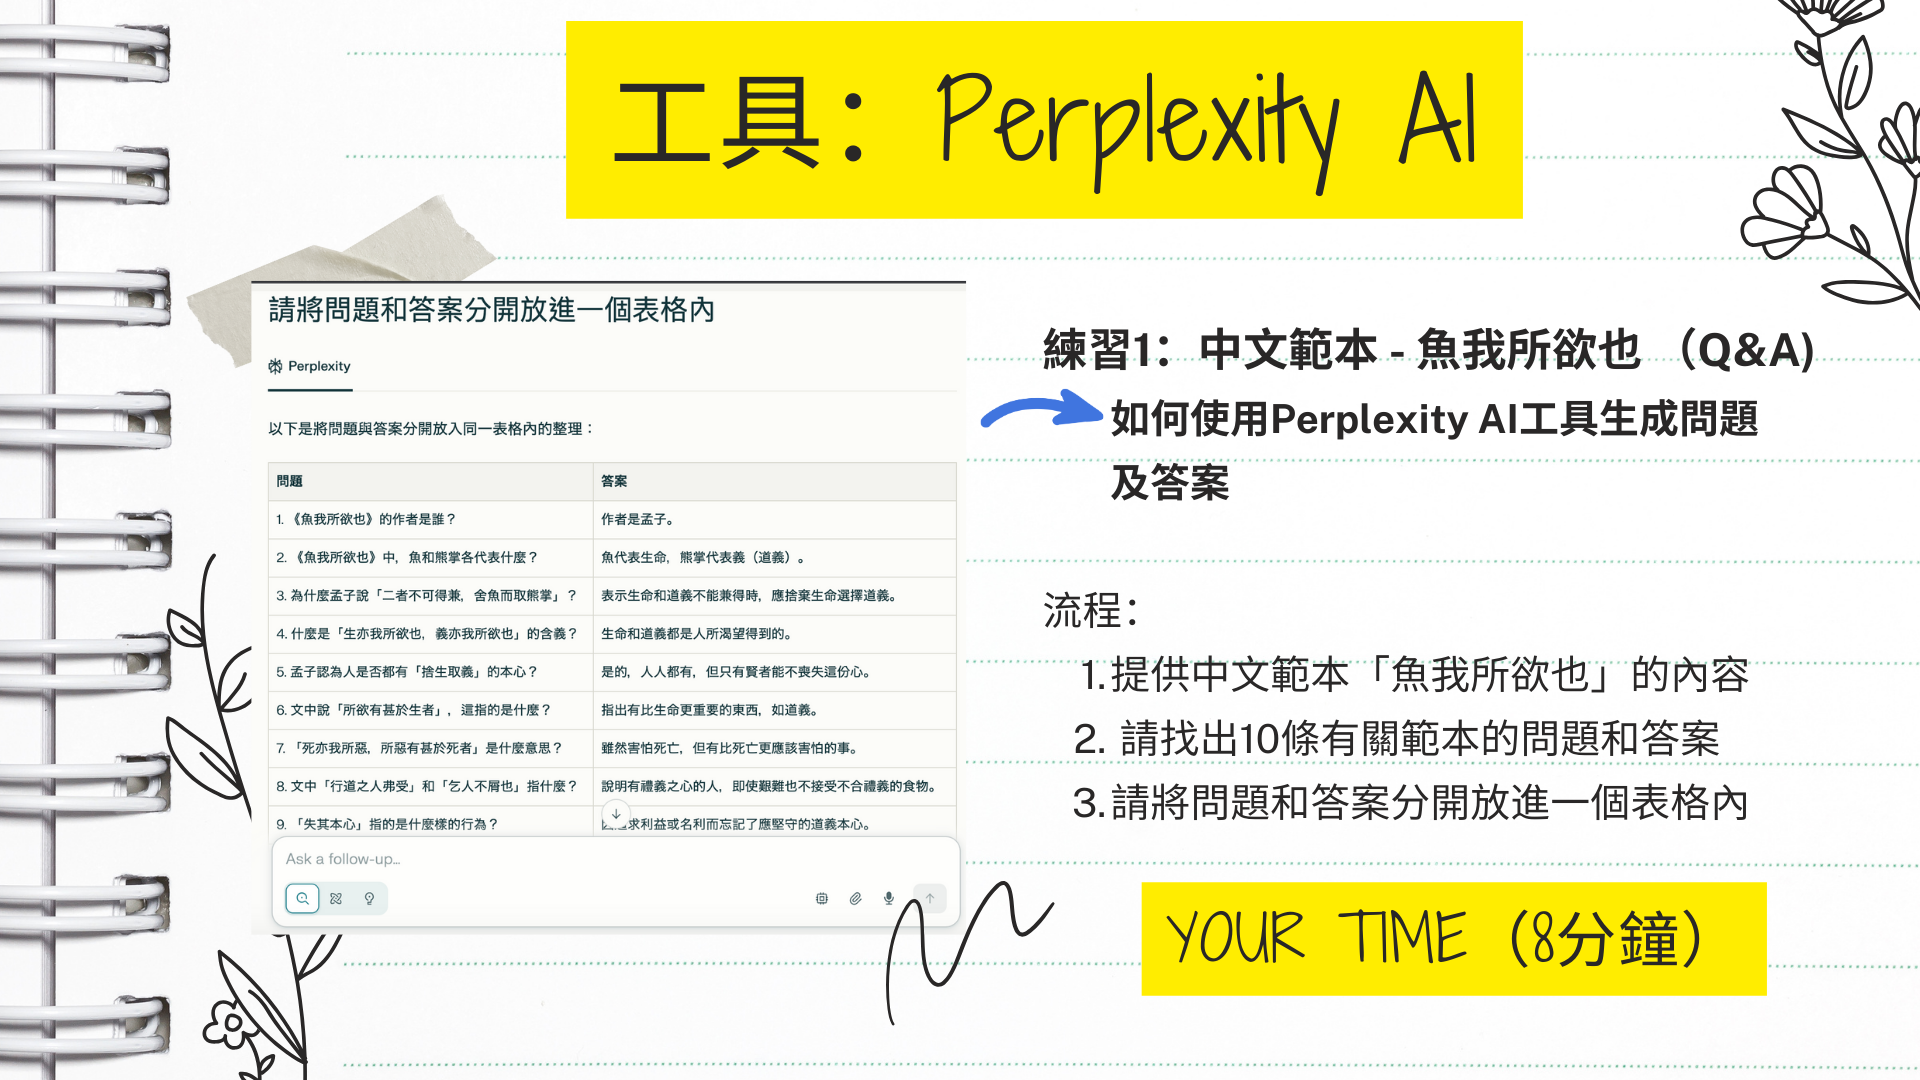 工具：Perplexity AI
請將問題和答案分開放進一個表格內
Perplexity
以下是將問題與答案分開放入同一表格內的整理：
問題 答案
1. 《魚我所欲也》的作者是誰？ 作者是孟子。
2. 《魚我所欲也》中，魚和熊掌各代表什麼？ 魚代表生命，熊掌代表義（道義）。
3. 為什麼孟子說「二者不可得兼，舍魚而取熊掌」？ 表示生命和道義不能兼得時，應捨棄生命選擇道義。
4. 什麼是「生亦我所欲也，義亦我所欲也」的含義？ 生命和道義都是人所渴望得到的。
5. 孟子認為人是否都有「捨生取義」的本心？ 是的，人人都有，但只有賢者能不喪失這份心。
6. 文中說「所欲有甚於生者」，這指的是什麼？ 指出有比生命更重要的東西，如道義。
7. 「死亦我所惡，所惡有甚於死者」是什麼意思？ 雖然害怕死亡，但有比死亡更應該害怕的事。
8. 文中「行道之人弗受」和「乞人不屑也」指什麼？ 說明有禮義之心的人，即使艱難也不接受不合禮義的食物。
9. 「失其本心」指的是什麼樣的行為？ 求利益或名利而忘記了應堅守的道義本心。
Ask a follow-up…
練習1：中文範本 - 魚我所欲也 （Q&A)
如何使用Perplexity AI工具生成問題
及答案
流程：
1. 提供中文範本「魚我所欲也」的內容
2. 請找出10條有關範本的問題和答案
3. 請將問題和答案分開放進一個表格內
YOUR TIME（8分鐘）